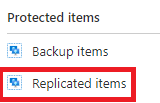 Protected items
Backup items
Replicated items